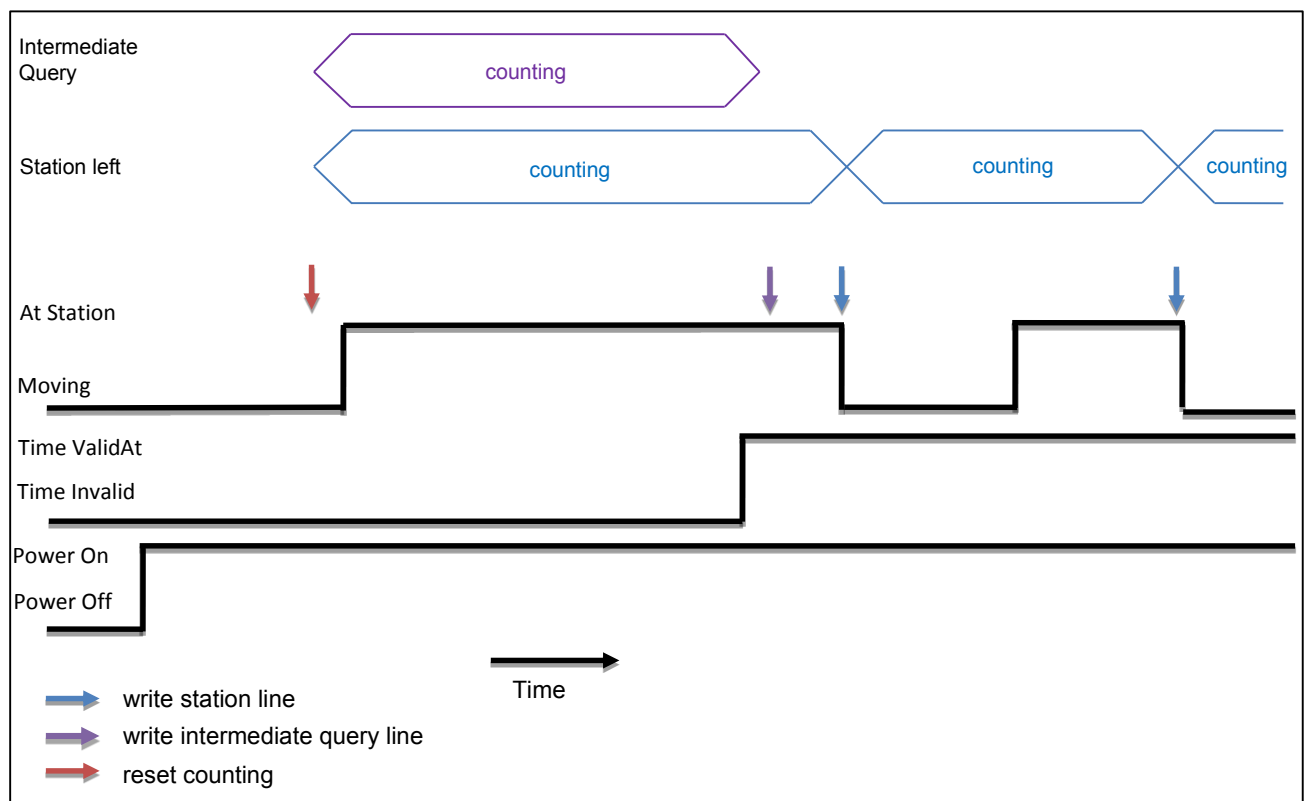 Intermediate
Query
counting
Station left
counting
counting
counting
At Station
Moving
Time ValidAt
Time Invalid
Power On
Power Off
Time
write station line
write intermediate query line
reset counting